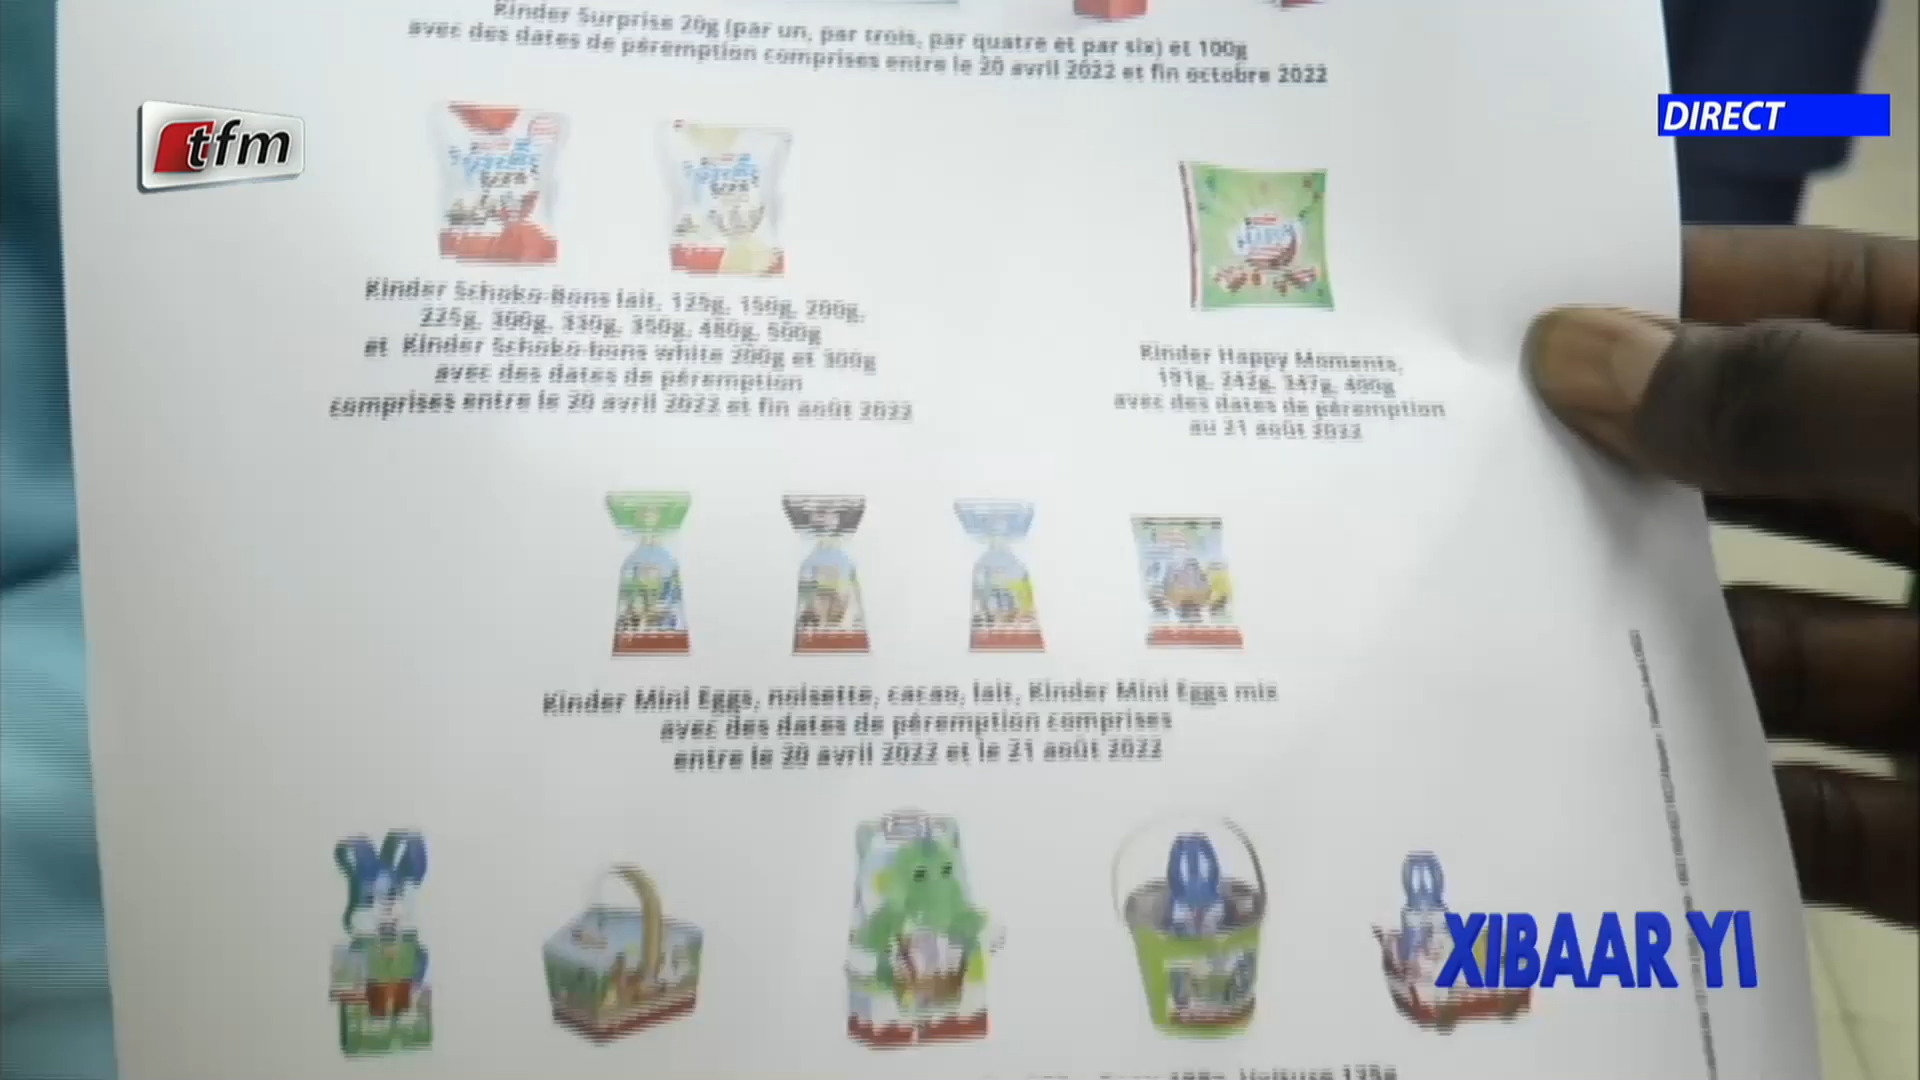 Kinder Surprise 20g (par un, par trois, par quatre et par six) et 100g
avec des dates de péremption comprises entre le 20 avril 2022 et fin octobre 2022
tfm
DIRECT
Kinder Schoko-Bons lait, 125g, 150g, 200g,
225g, 300g, 330g, 350g, 480g, 500g
et Kinder Schoko-bons white 200g et 300g
avec des dates de péremption
comprises entre le 20 avril 2022 et fin août 2022
Kinder Happy Moments,
191g, 242g, 347g, 400g
avec des dates de péremption
au 21 août 2022
Kinder Mini Eggs, noisette, cacao, lait, Kinder Mini Eggs mix
avec des dates de péremption comprises
entre le 20 avril 2022 et le 21 août 2022
XIBAAR YI